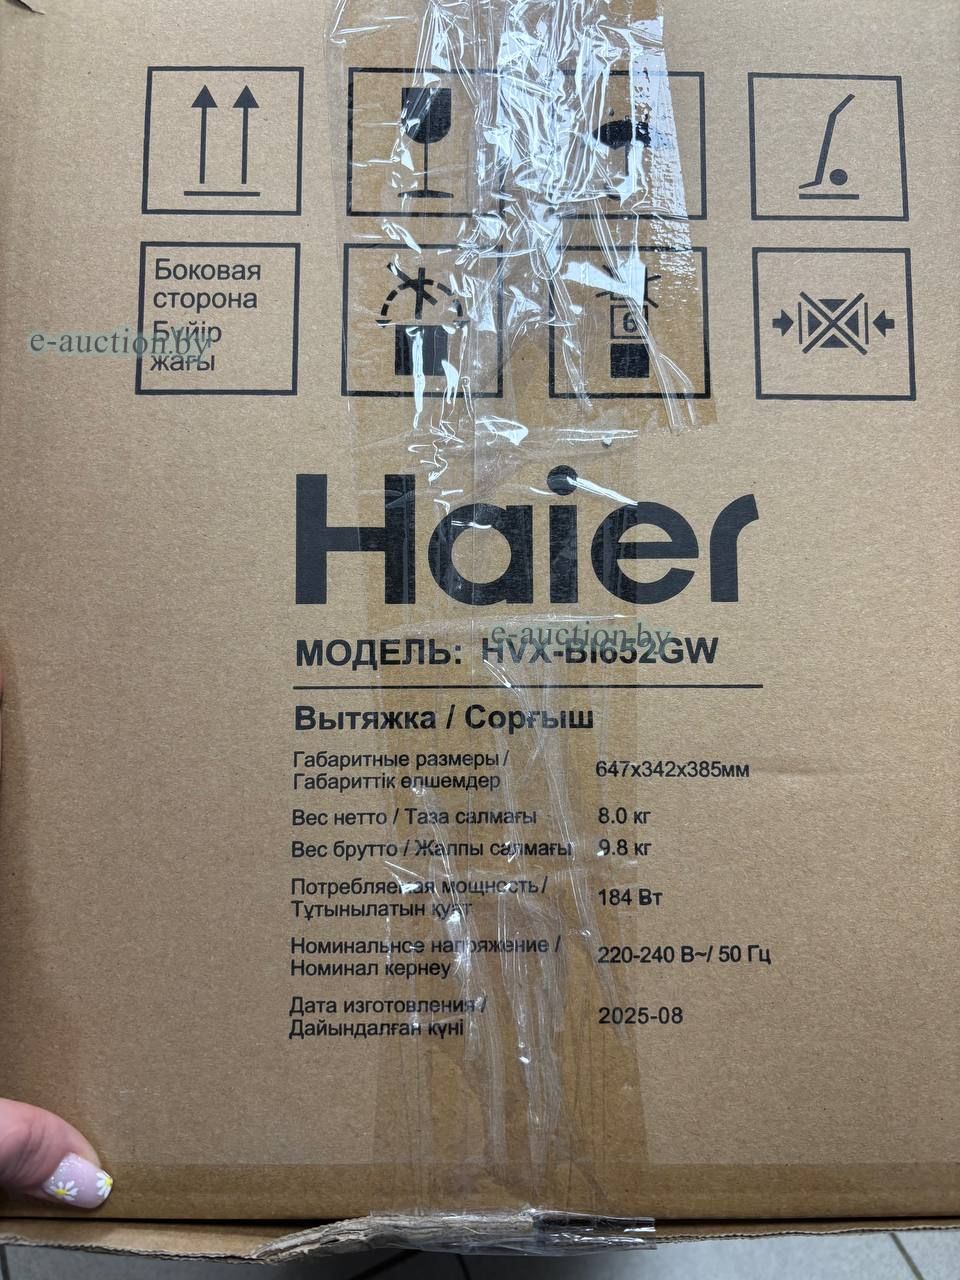 Боковая
сторона
Бүйір
жағы
e-auction.by
6
Haier
e-auction.by
МОДЕЛЬ: HVX-BI652GW
Вытяжка / Сорғыш
Габаритные размеры /
Габариттік өлшемдер
647x342x385мм
Вес нетто / Таза салмағы 8.0 кг
Вес брутто / Жалпы салмағы 9.8 кг
Потребляемая мощность /
Тұтынылатын қуат
184 Вт
Номинальное напряжение /
Номинал кернеу
220-240 В~/ 50 Гц
Дата изготовления /
Дайындалған күні
2025-08